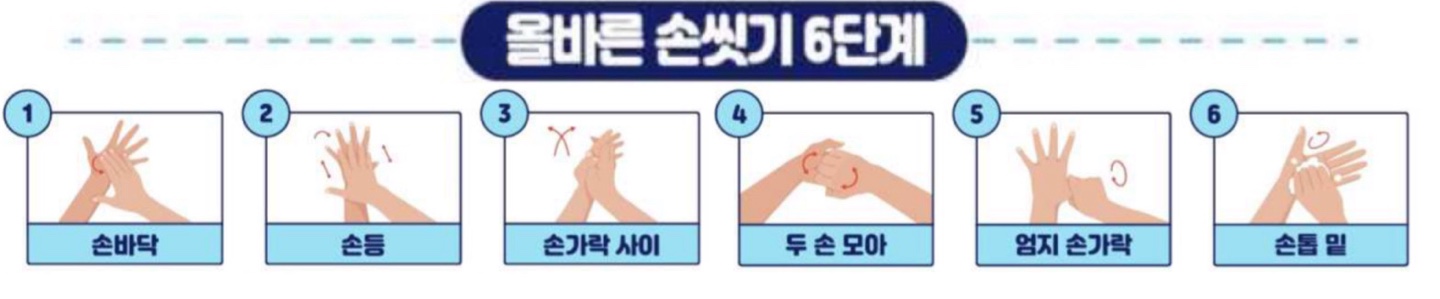 올바른 손씻기 6단계
1
손바닥
2
손등
3
손가락 사이
4
두 손 모아
5
엄지 손가락
6
손톱 밑